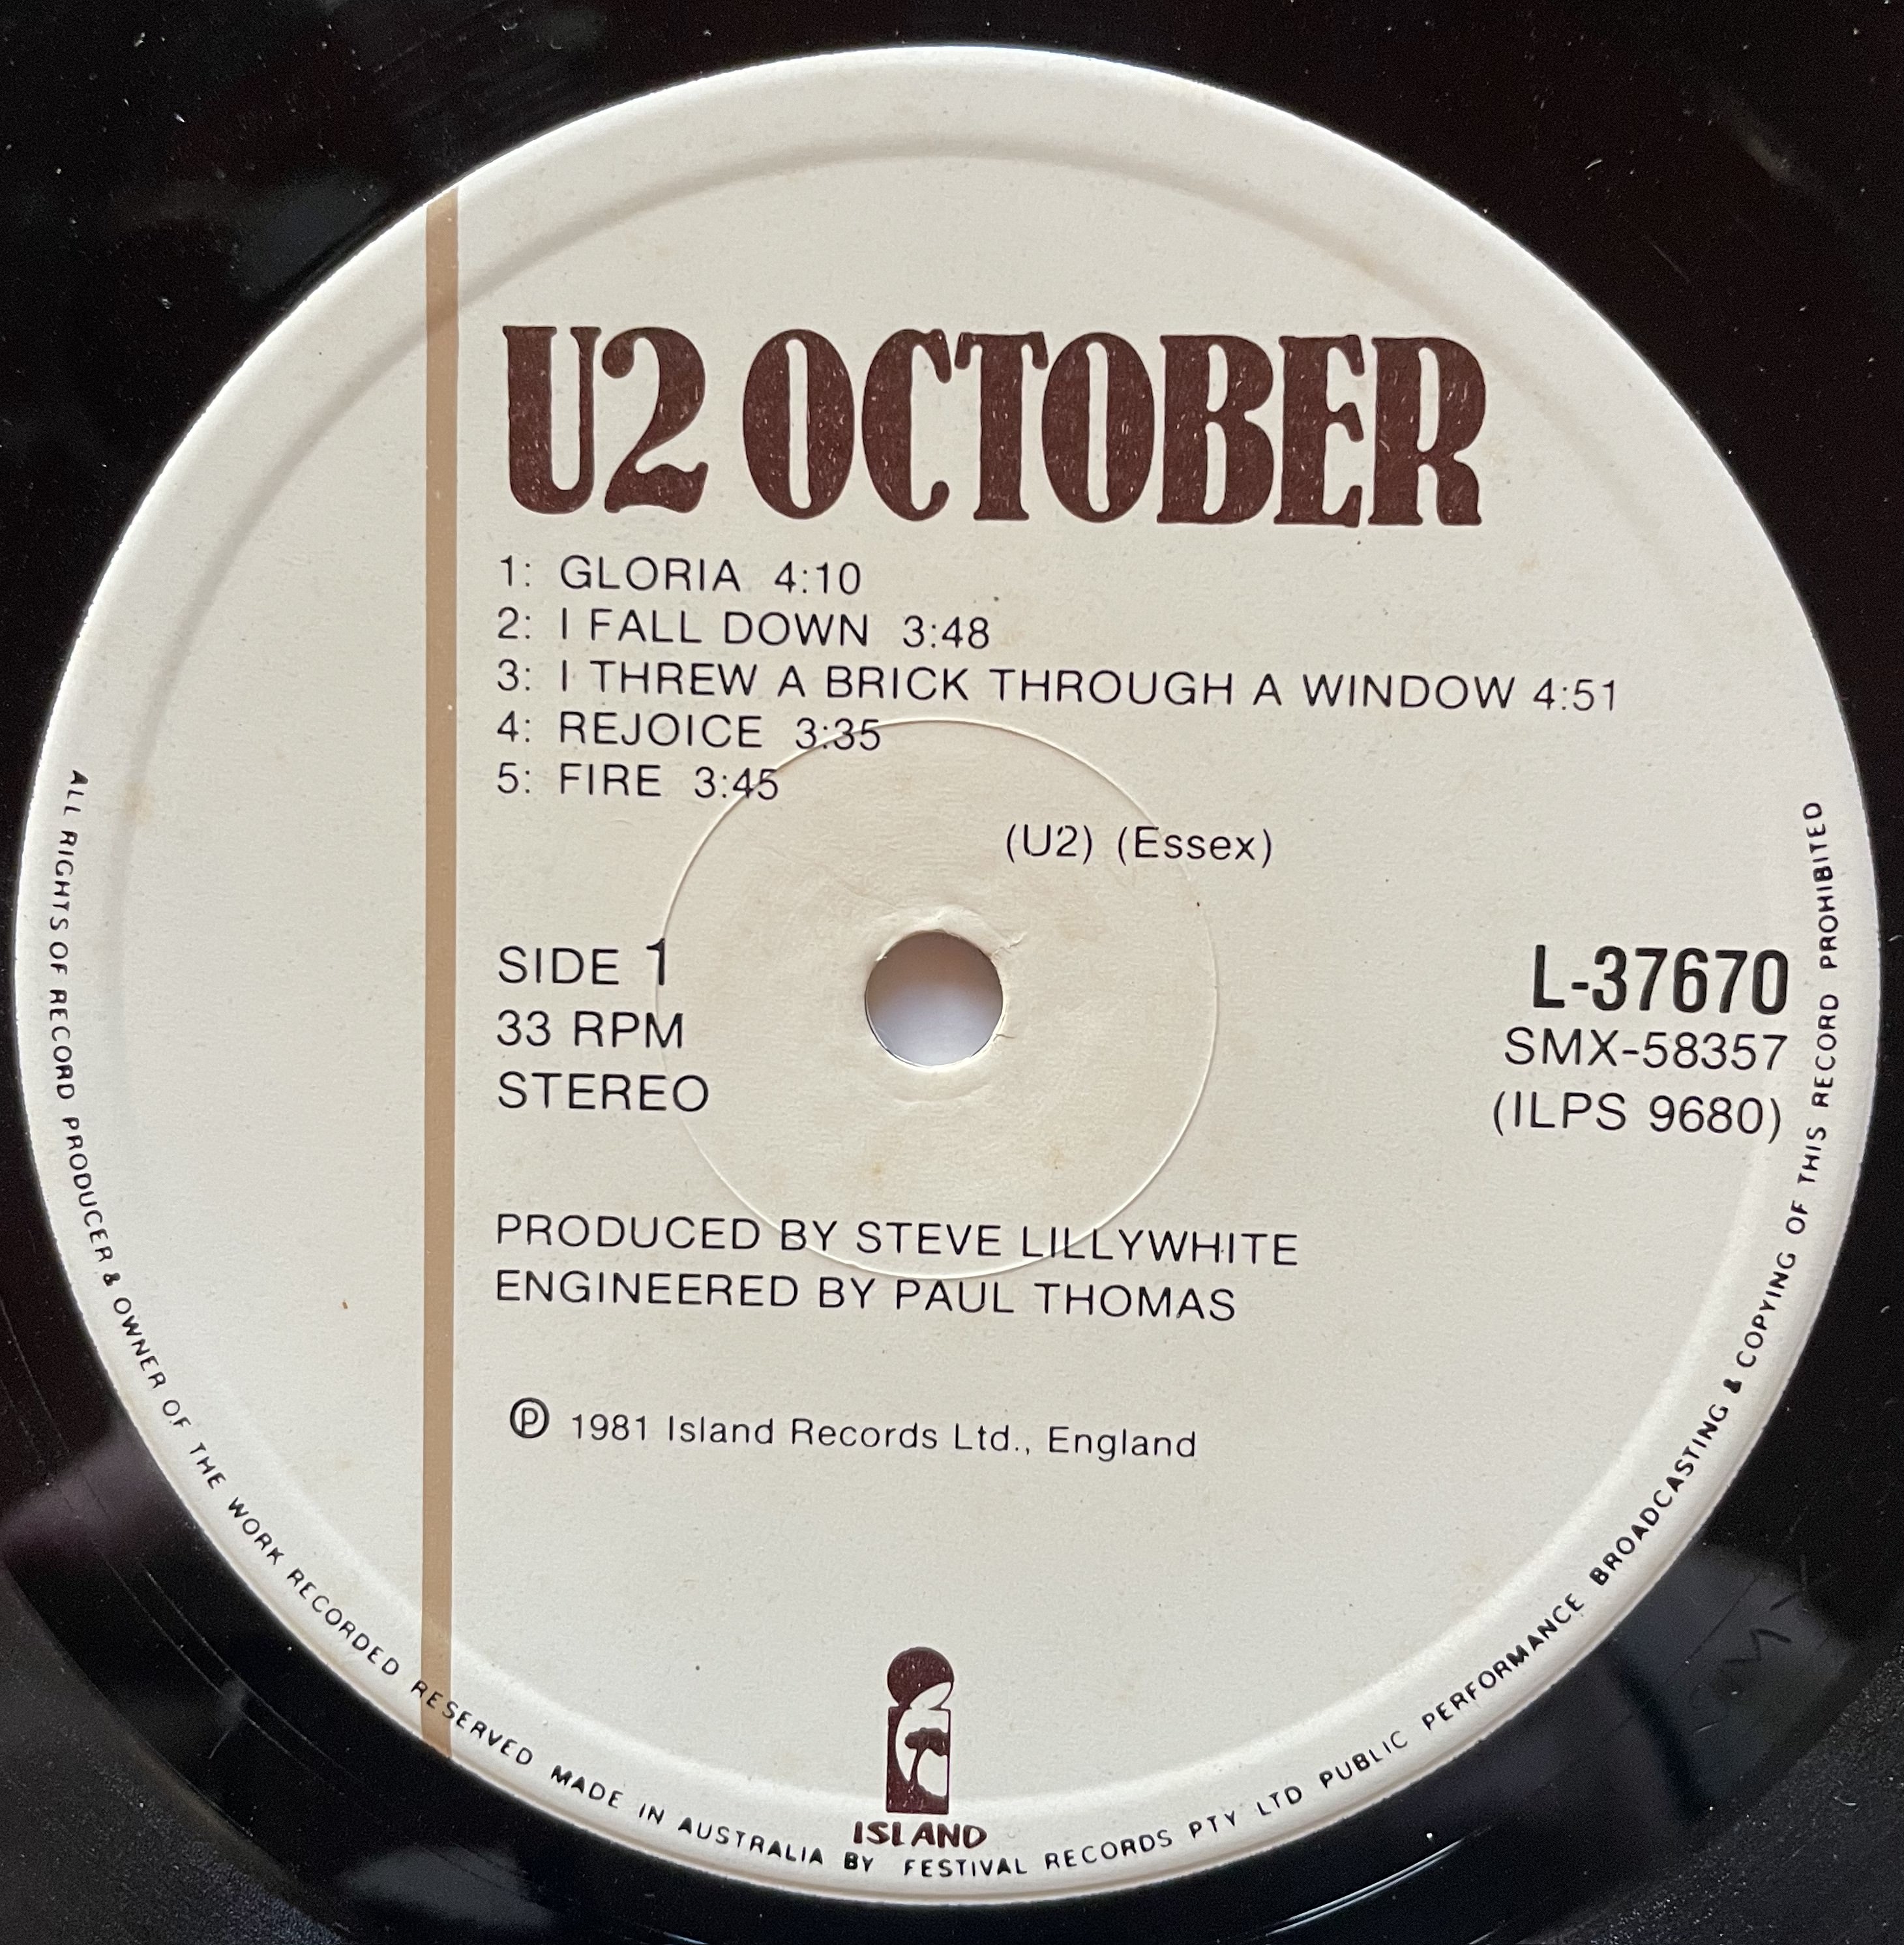 U2 OCTOBER
1: GLORIA 4:10
2: I FALL DOWN 3:48
3: I THREW A BRICK THROUGH A WINDOW 4:51
4: REJOICE 3:35
5: FIRE 3:45
(U2) (Essex)
SIDE 1
33 RPM
STEREO
L-37670
SMX-58357
(ILPS 9680)
PRODUCED BY STEVE LILLYWHITE
ENGINEERED BY PAUL THOMAS
℗ 1981 Island Records Ltd., England
ISLAND
ALL RIGHTS OF RECORD PRODUCER & OWNER OF THE WORK RECORDED RESERVED MADE IN AUSTRALIA BY FESTIVAL RECORDS PTY LTD PUBLIC PERFORMANCE BROADCASTING & COPYING OF THIS RECORD PROHIBITED